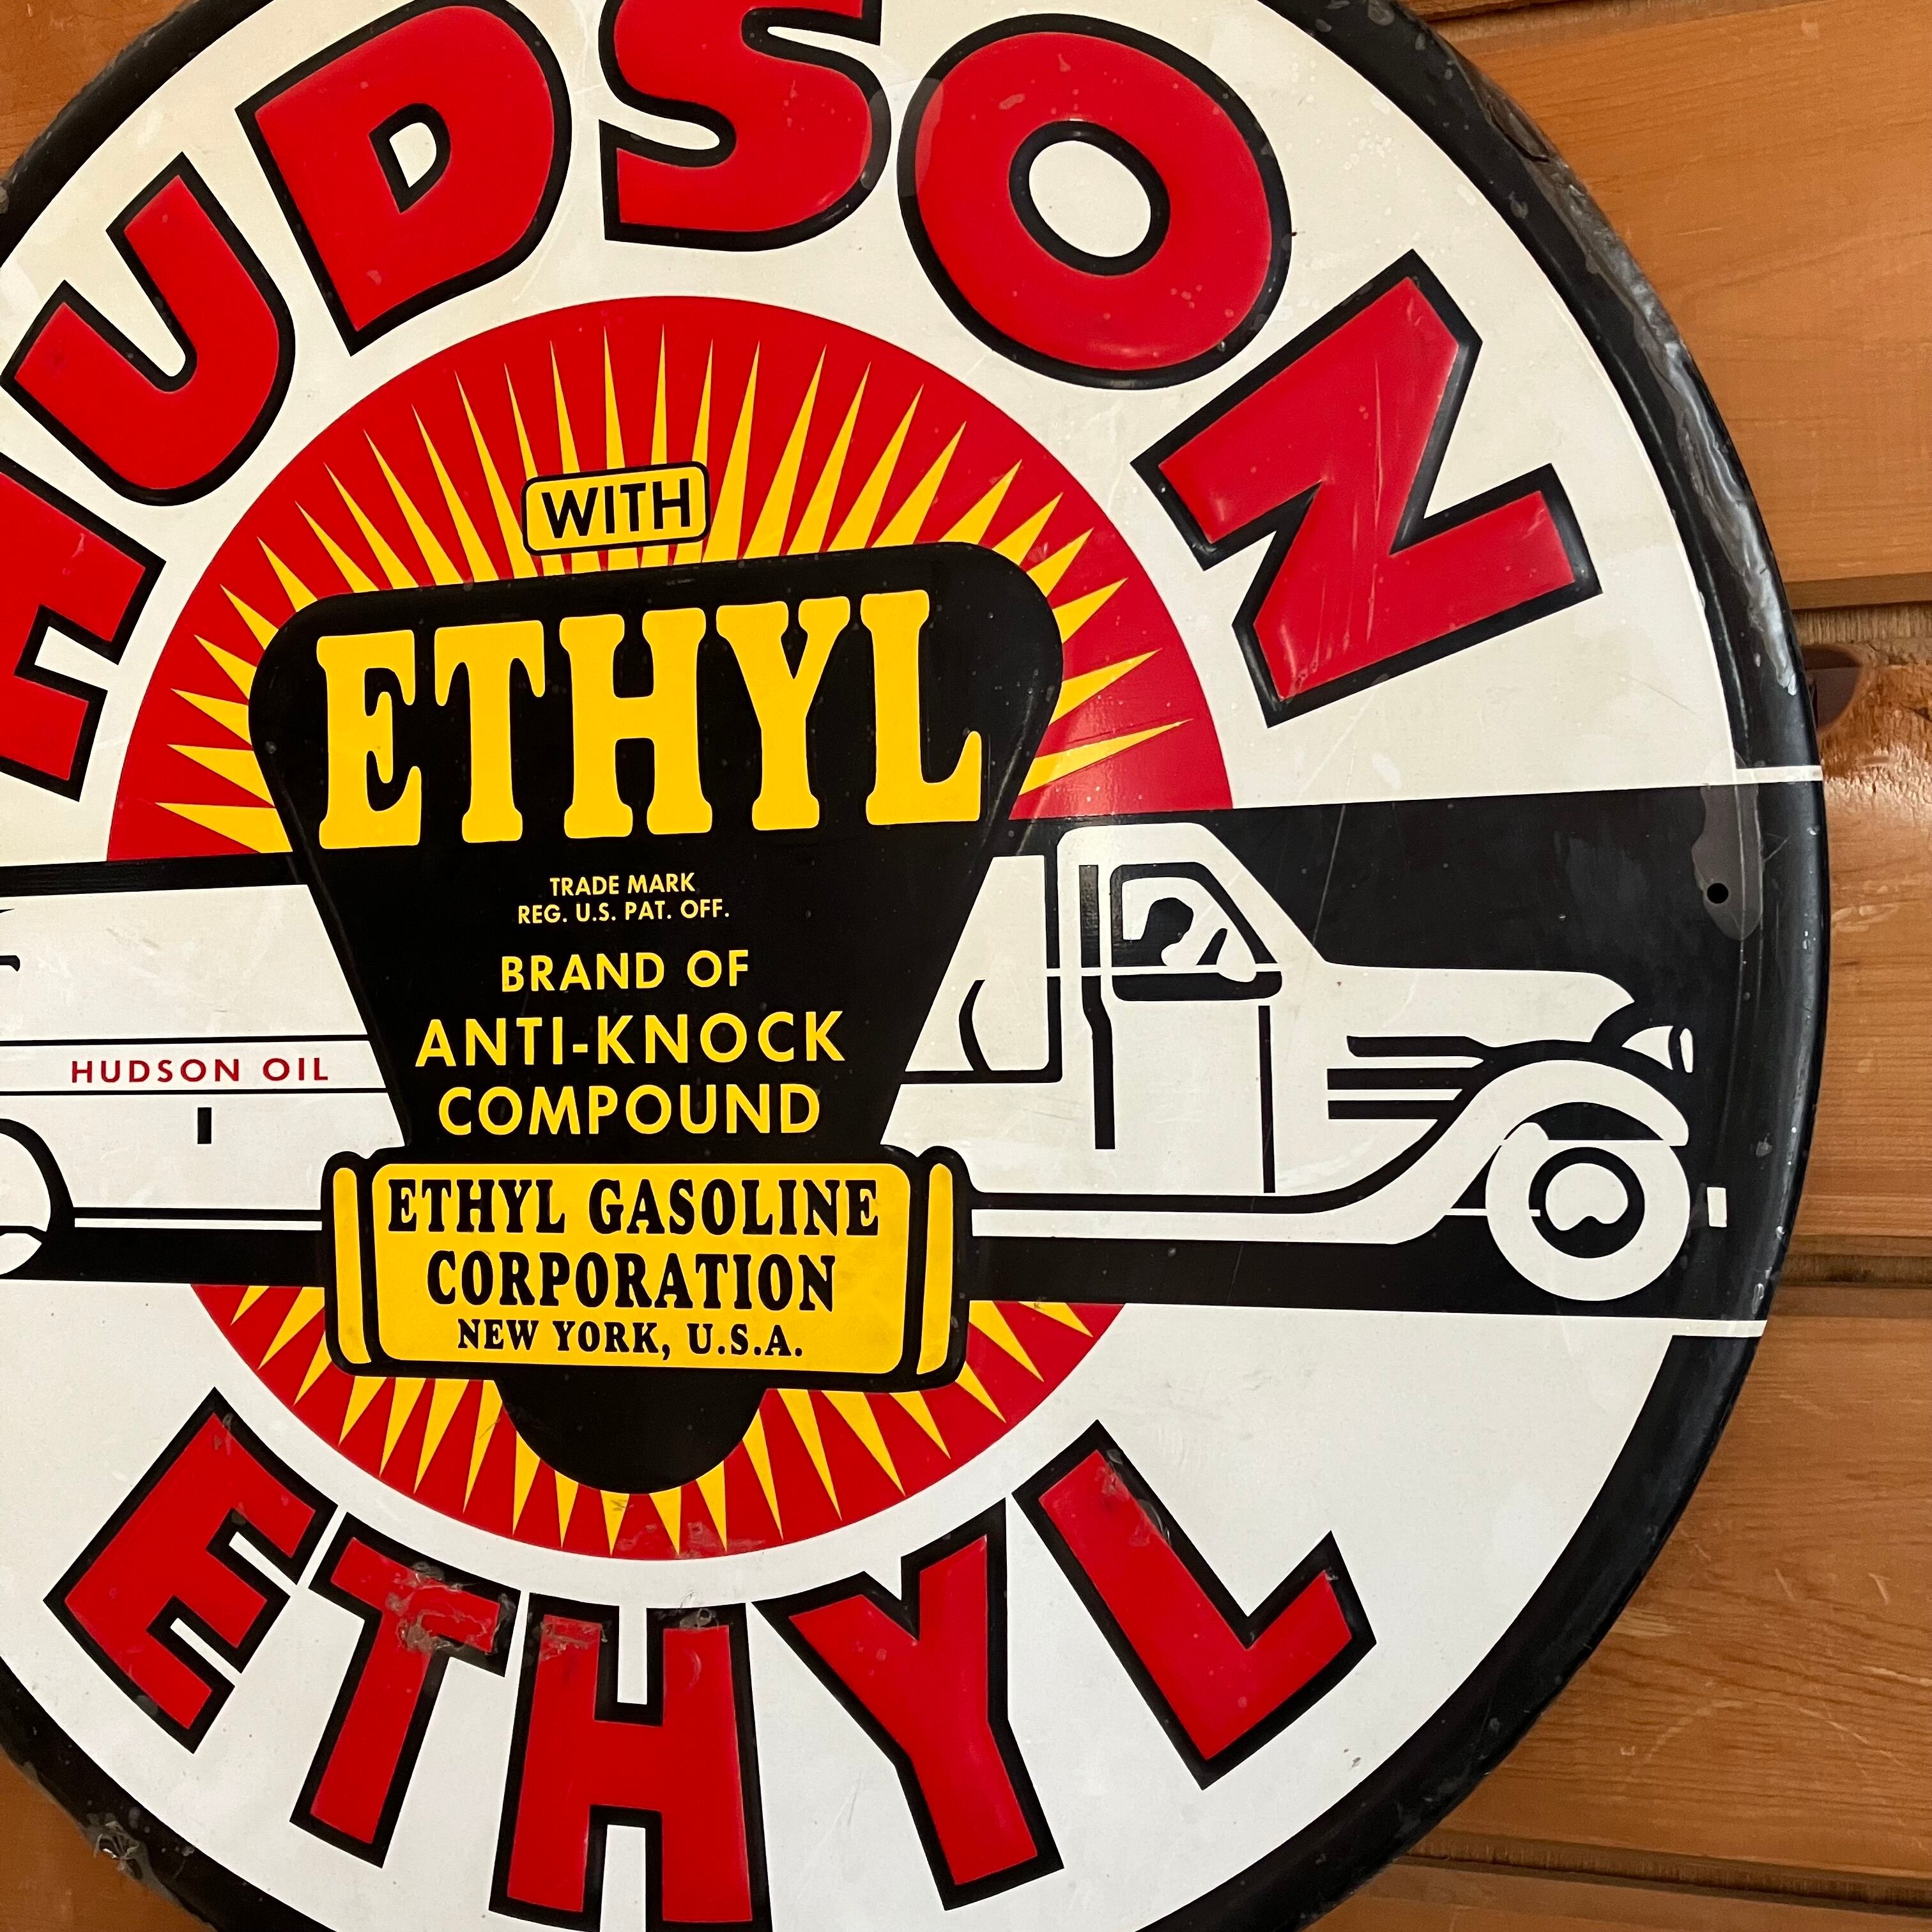 HUDSON
WITH
ETHYL
TRADE MARK
REG. U.S. PAT. OFF.
BRAND OF
ANTI-KNOCK
COMPOUND
HUDSON OIL
ETHYL GASOLINE
CORPORATION
NEW YORK, U.S.A.
ETHYL